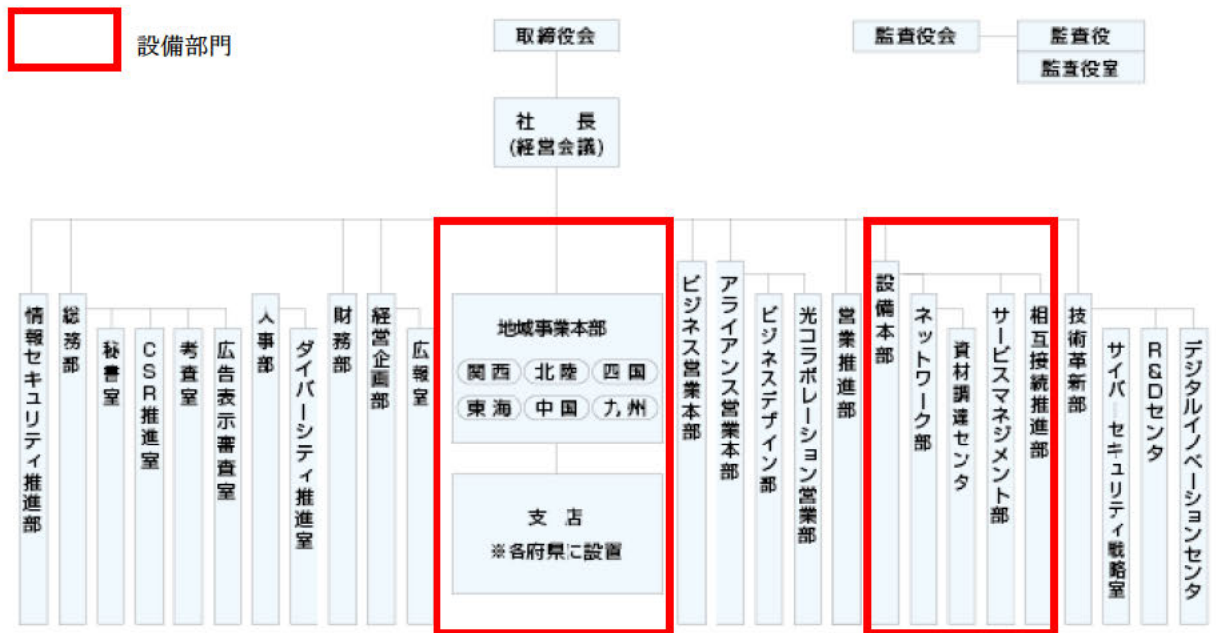 設備部門
取締役会
監査役会
監査役
監査役室
社 長
(経営会議)
情報セキュリティ推進部
総務部
秘書室
CSR推進室
考査室
広告表示審査室
人事部
ダイバーシティ推進室
財務部
経営企画部
広報室
地域事業本部
関西 北陸 四国
東海 中国 九州
支 店
※各府県に設置
ビジネス営業本部
アライアンス営業本部
ビジネスデザイン部
光コラボレーション営業部
営業推進部
設備本部
ネットワーク部
資材調達センタ
サービスマネジメント部
相互接続推進部
技術革新部
サイバーセキュリティ戦略室
R&Dセンタ
デジタルイノベーションセンタ